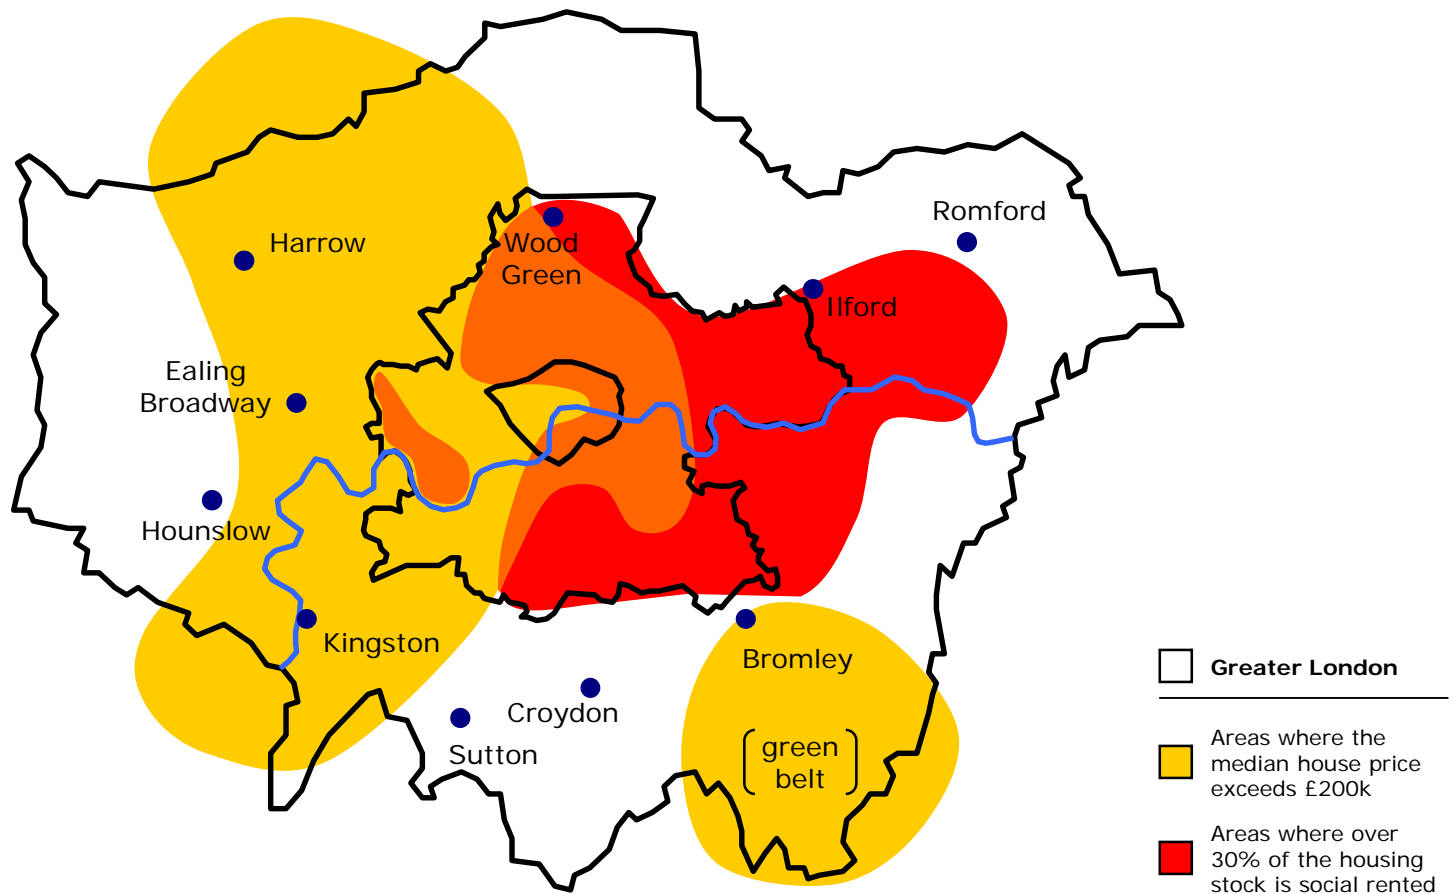 Romford
Harrow
Wood
Green
Ilford
Ealing
Broadway
Hounslow
Kingston
Bromley
Croydon
Sutton
green
belt
Greater London
Areas where the
median house price
exceeds £200k
Areas where over
30% of the housing
stock is social rented